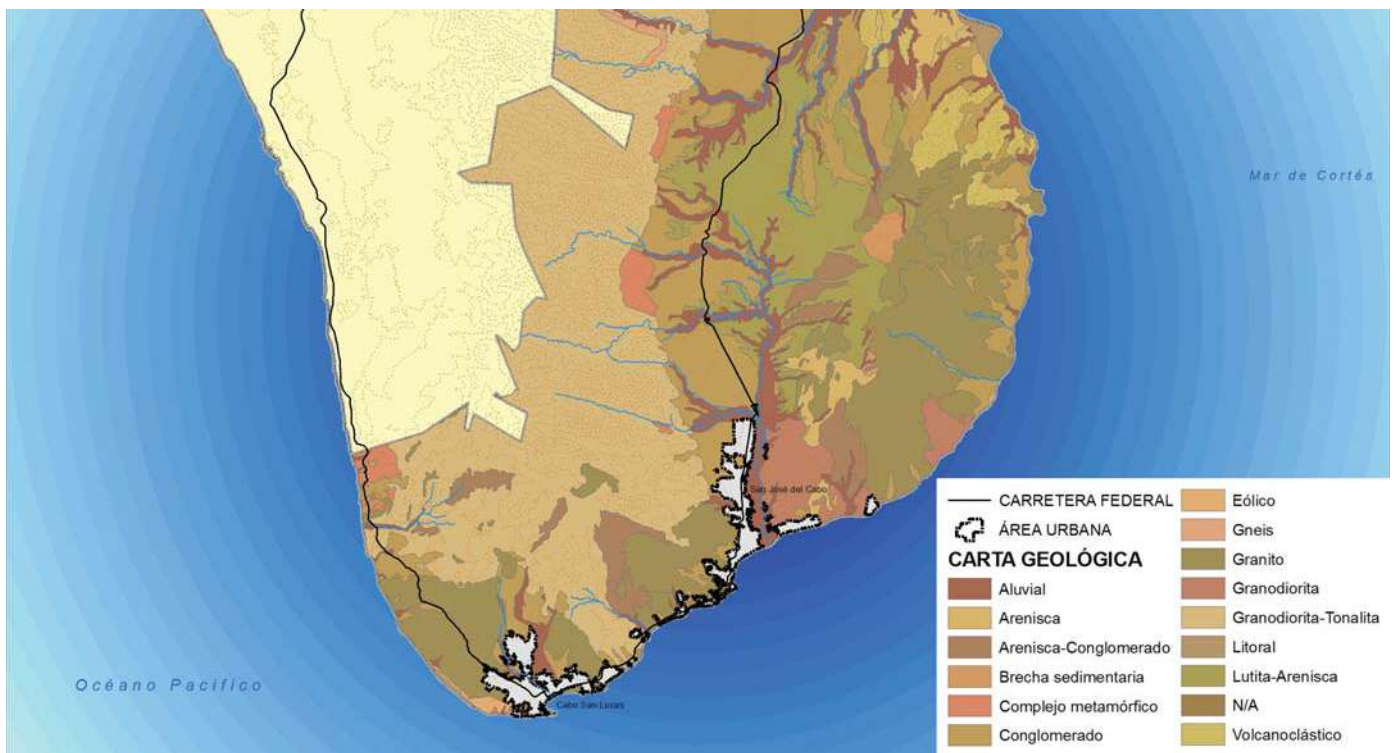 Mar de Cortés
San José del Cabo
Océano Pacífico
Cabo San Lucas
CARRETERA FEDERAL
ÁREA URBANA
CARTA GEOLÓGICA
Aluvial
Arenisca
Arenisca-Conglomerado
Brecha sedimentaria
Complejo metamórfico
Conglomerado
Eólico
Gneis
Granito
Granodiorita
Granodiorita-Tonalita
Litoral
Lutita-Arenisca
N/A
Volcanoclástico